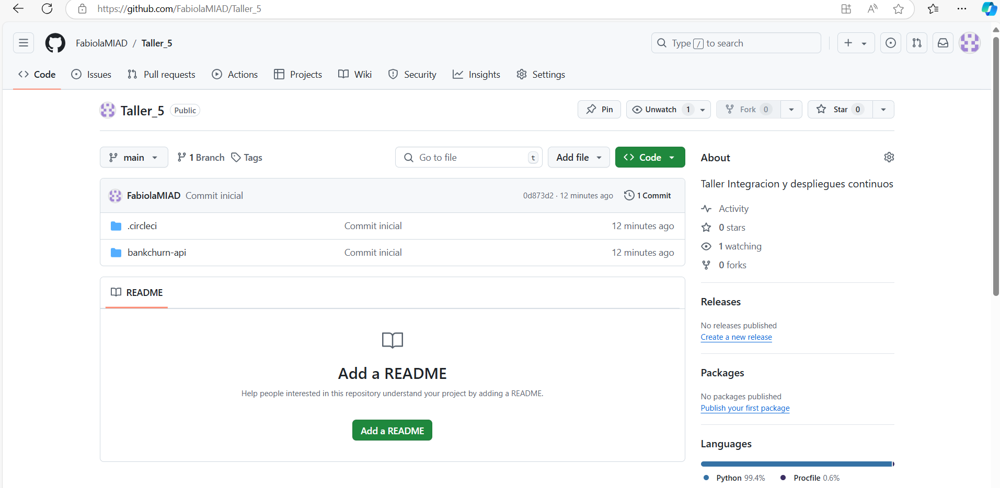 https://github.com/FabiolaMIAD/Taller_5
FabiolaMIAD / Taller_5
Type / to search
Code Issues Pull requests Actions Projects Wiki Security Insights Settings
Taller_5 Public
Pin Unwatch 1 Fork 0 Star 0
main 1 Branch Tags Go to file t Add file Code
FabiolaMIAD Commit inicial 0d873d2 · 12 minutes ago 1 Commit
.circleci Commit inicial 12 minutes ago
bankchurn-api Commit inicial 12 minutes ago
README
Add a README
Help people interested in this repository understand your project by adding a README.
Add a README
About
Taller Integracion y despliegues continuos
Activity
0 stars
1 watching
0 forks
Releases
No releases published
Create a new release
Packages
No packages published
Publish your first package
Languages
Python 99.4% Procfile 0.6%